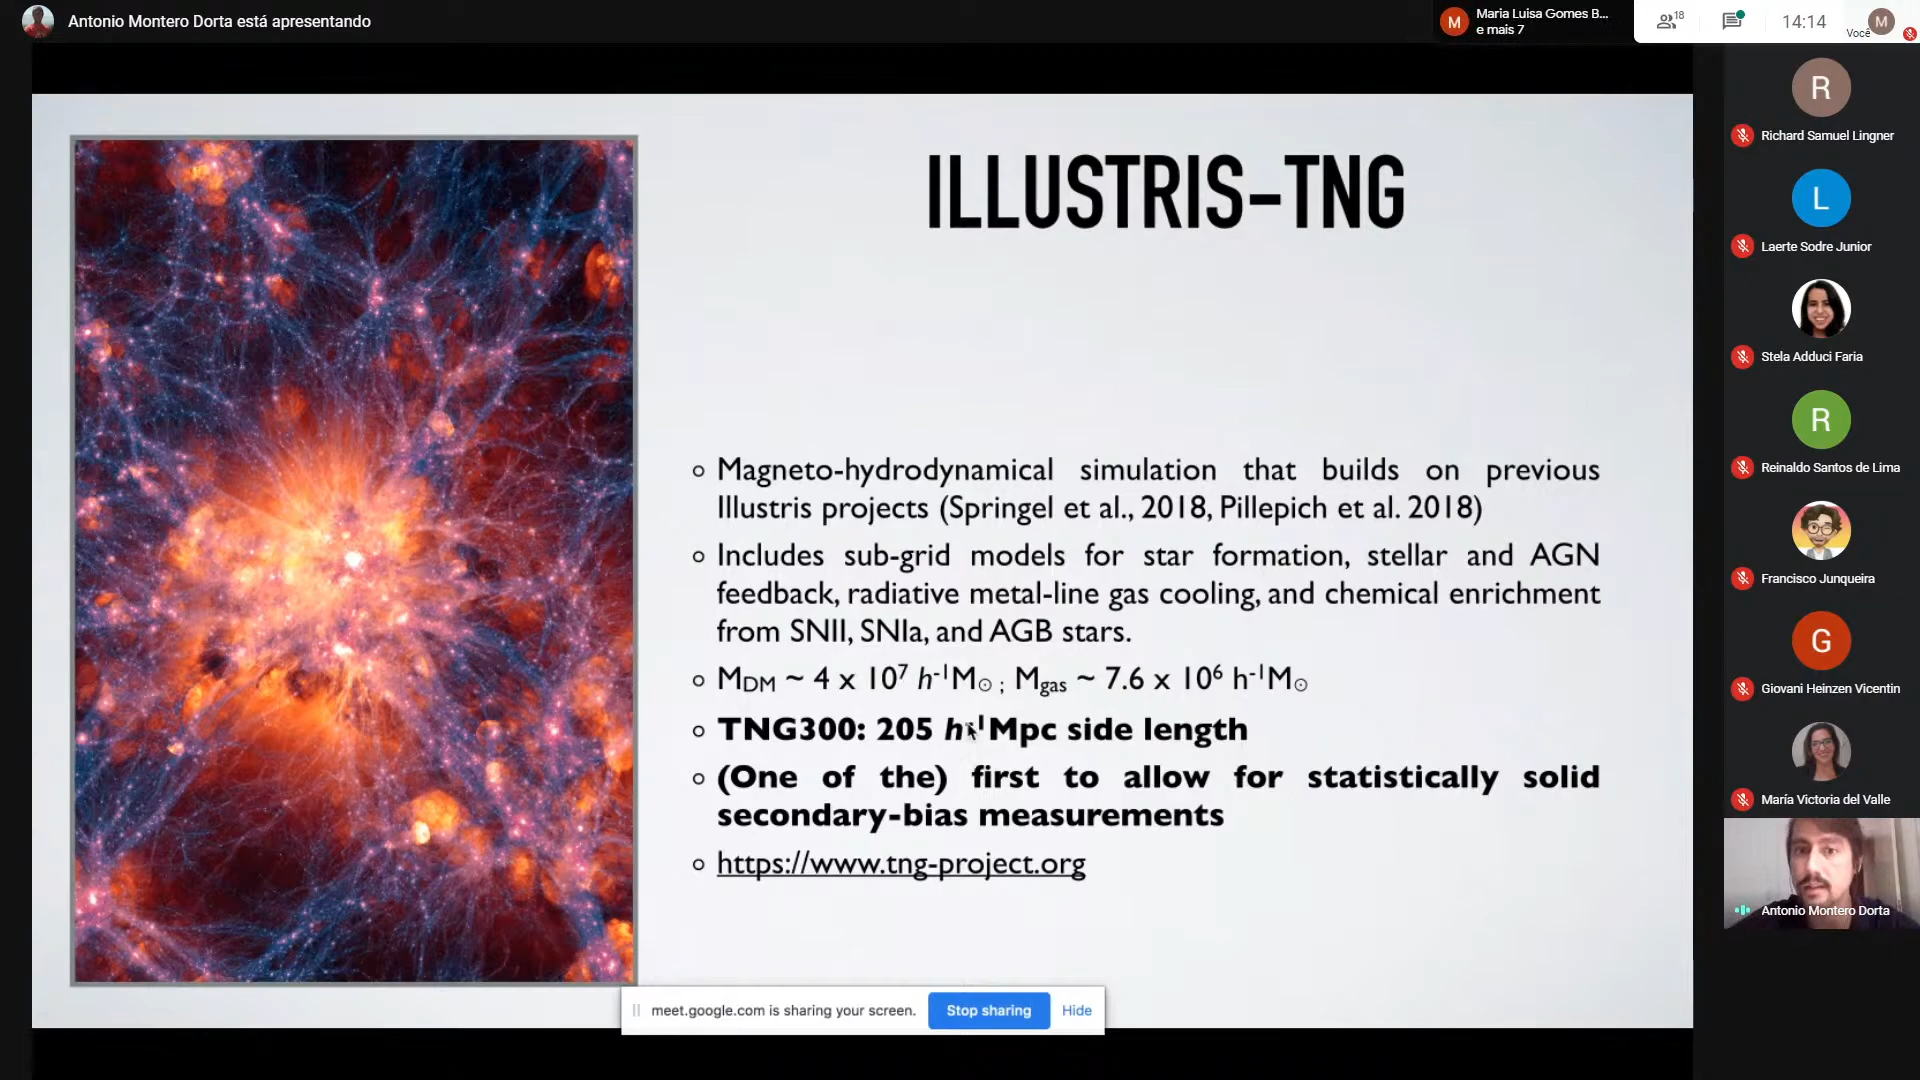 Antonio Montero Dorta está apresentando
M
Maria Luisa Gomes B...
e mais 7
18
14:14
Você
M
R
Richard Samuel Lingner
L
Laerte Sodre Junior
Stela Adduci Faria
R
Reinaldo Santos de Lima
Francisco Junqueira
G
Giovani Heinzen Vicentin
María Victoria del Valle
Antonio Montero Dorta
ILLUSTRIS-TNG
Magneto-hydrodynamical simulation that builds on previous
Illustris projects (Springel et al., 2018, Pillepich et al. 2018)
Includes sub-grid models for star formation, stellar and AGN
feedback, radiative metal-line gas cooling, and chemical enrichment
from SNII, SNIa, and AGB stars.
M_DM ~ 4 x 10⁷ h⁻¹M⊙ ; M_gas ~ 7.6 x 10⁶ h⁻¹M⊙
TNG300: 205 h⁻¹Mpc side length
(One of the) first to allow for statistically solid
secondary-bias measurements
https://www.tng-project.org
meet.google.com is sharing your screen. Stop sharing Hide